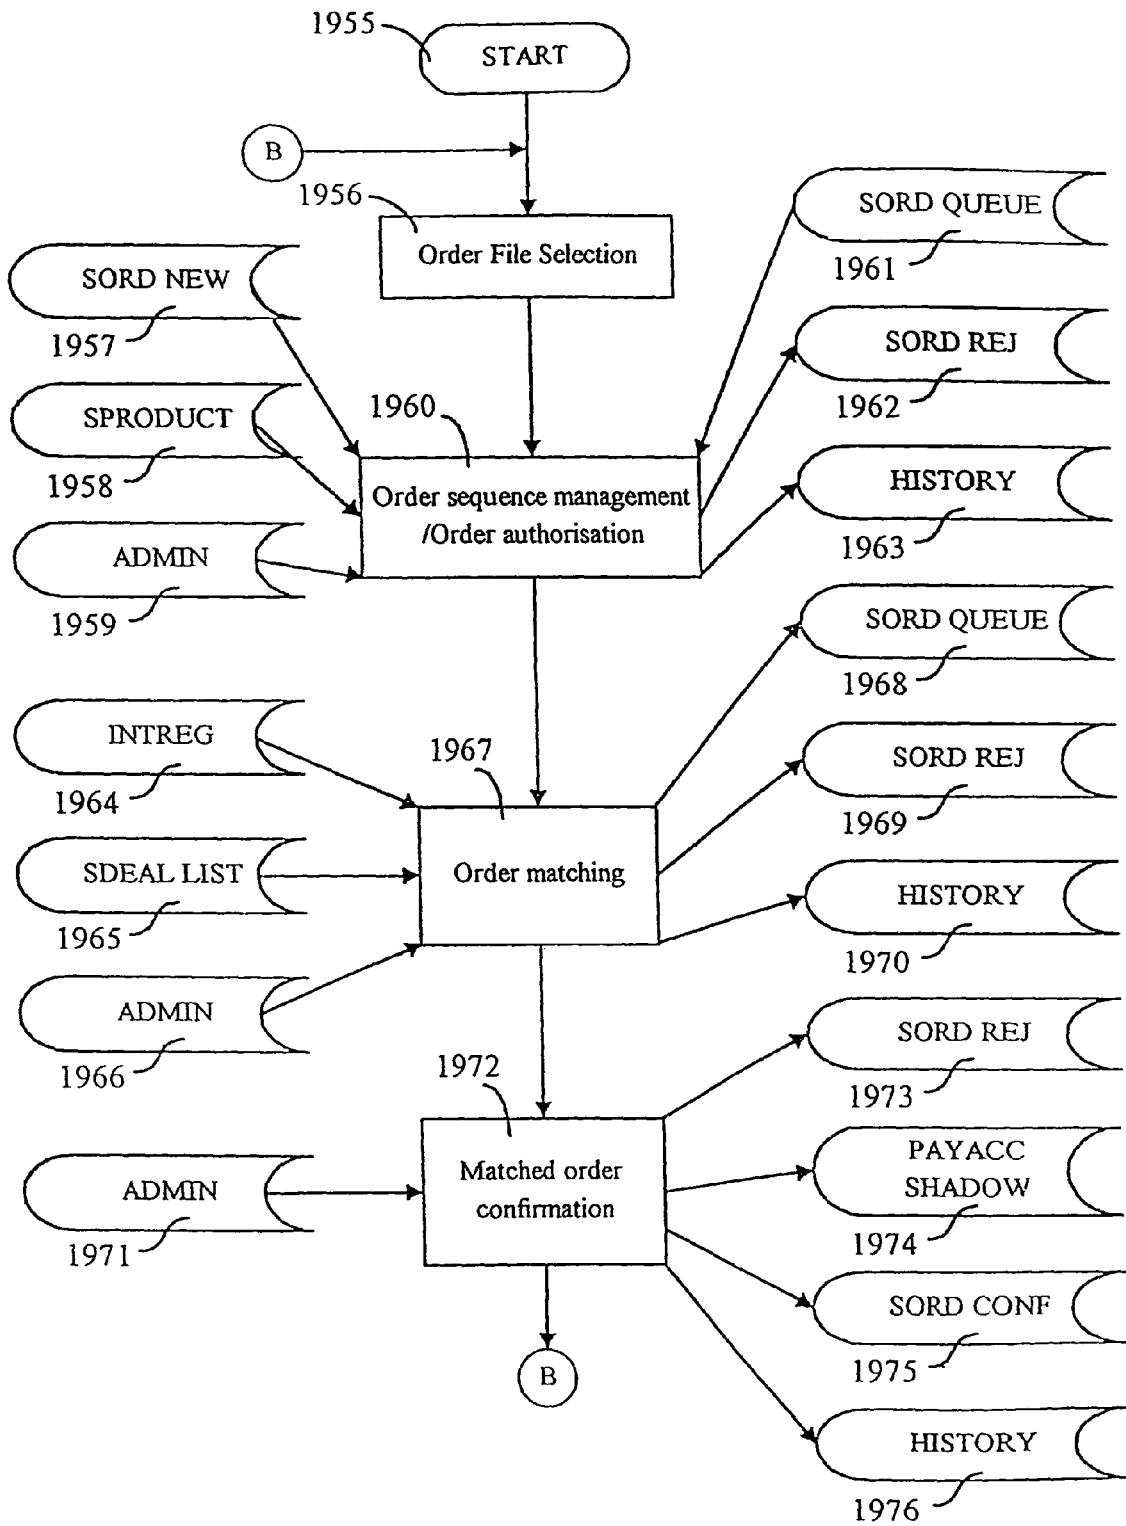 1955
START
B
1956
Order File Selection
SORD QUEUE
1961
SORD NEW
1957
SORD REJ
1962
SPRODUCT
1958
1960
Order sequence management
/Order authorisation
HISTORY
1963
ADMIN
1959
SORD QUEUE
1968
INTREG
1964
1967
Order matching
SORD REJ
1969
SDEAL LIST
1965
HISTORY
1970
ADMIN
1966
SORD REJ
1973
1972
Matched order
confirmation
PAYACC
SHADOW
1974
ADMIN
1971
SORD CONF
1975
B
HISTORY
1976